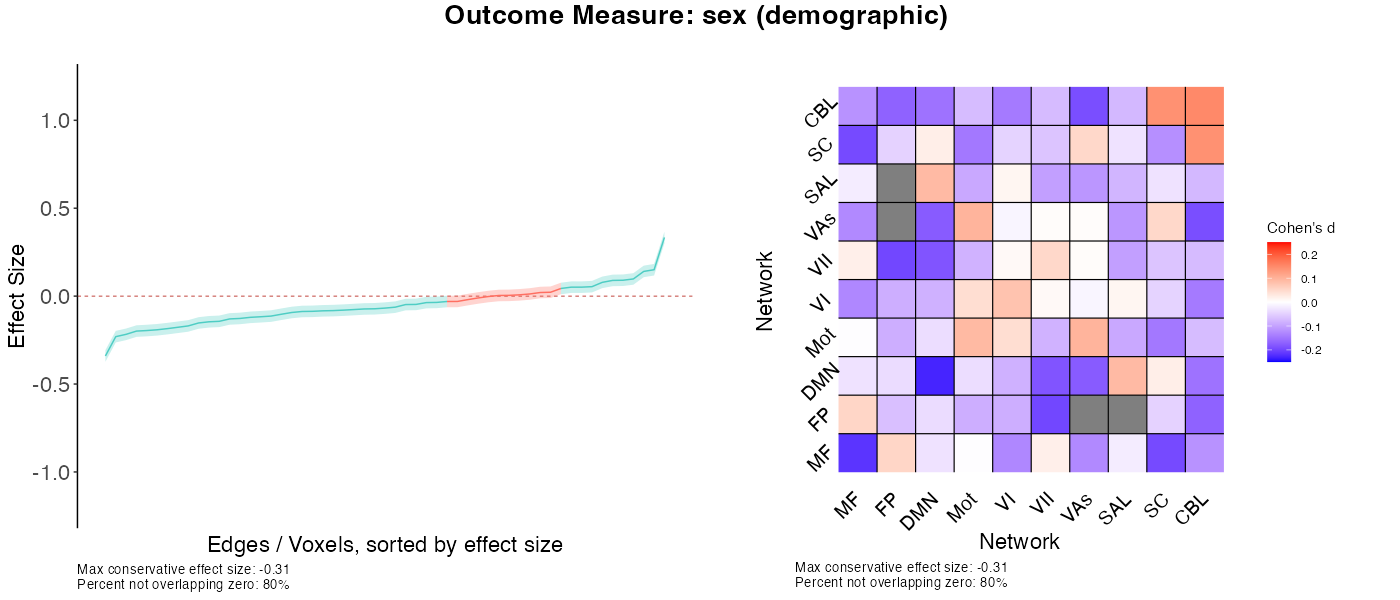 Outcome Measure: sex (demographic)
Effect Size
1.0
0.5
0.0
-0.5
-1.0
Edges / Voxels, sorted by effect size
Max conservative effect size: -0.31
Percent not overlapping zero: 80%
Network
CBL
SC
SAL
VAs
VII
VI
Mot
DMN
FP
MF
MF
FP
DMN
Mot
VI
VII
VAs
SAL
SC
CBL
Network
Max conservative effect size: -0.31
Percent not overlapping zero: 80%
Cohen's d
0.2
0.1
0.0
-0.1
-0.2